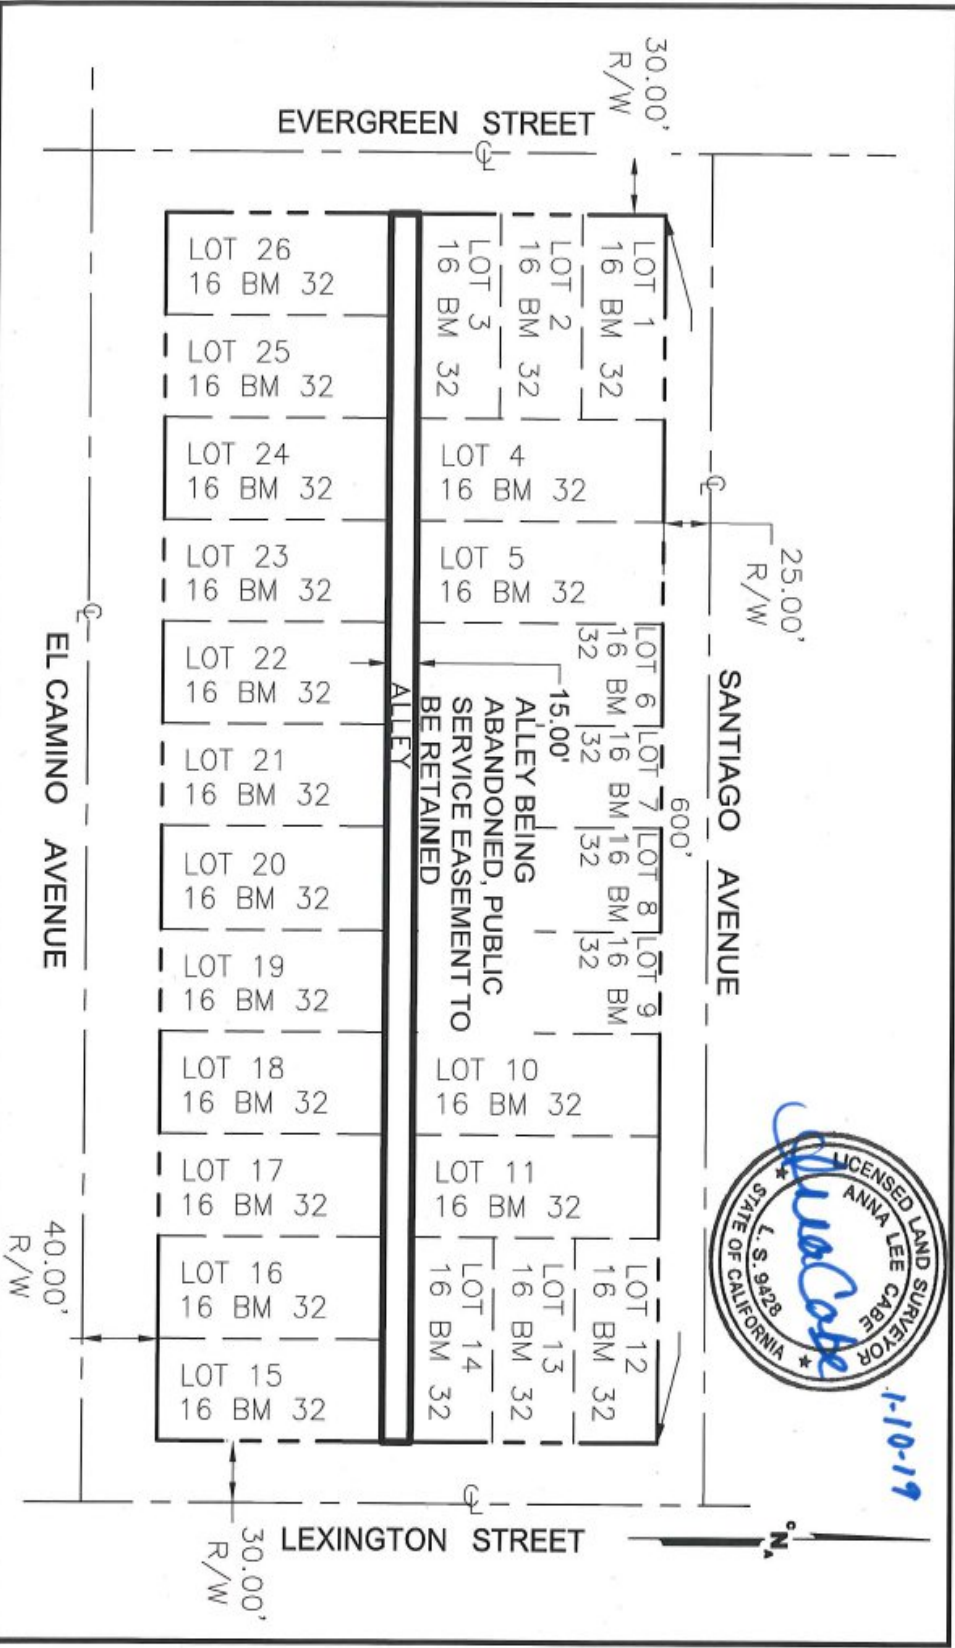 30.00'
R/W
EVERGREEN STREET
℄
LOT 1
16 BM 32
LOT 2
16 BM 32
LOT 3
16 BM 32
LOT 26
16 BM 32
LOT 25
16 BM 32
LOT 24
16 BM 32
LOT 4
16 BM 32
℄
25.00'
R/W
LOT 23
16 BM 32
LOT 5
16 BM 32
℄
EL CAMINO AVENUE
LOT 22
16 BM 32
LOT 6
16 BM
32
SANTIAGO AVENUE
15.00'
ALLEY BEING
ABANDONED, PUBLIC
SERVICE EASEMENT TO
BE RETAINED
ALLEY
LOT 21
16 BM 32
LOT 7
16 BM
32
600'
LOT 20
16 BM 32
LOT 8
16 BM
32
LOT 19
16 BM 32
LOT 9
16 BM
32
LOT 18
16 BM 32
LOT 10
16 BM 32
LOT 17
16 BM 32
LOT 11
16 BM 32
LICENSED LAND SURVEYOR
ANNA LEE CABE
L. S. 9428
STATE OF CALIFORNIA
1-10-19
40.00'
R/W
LOT 16
16 BM 32
LOT 15
16 BM 32
LOT 12
16 BM 32
LOT 13
16 BM 32
LOT 14
16 BM 32
℄
LEXINGTON STREET
30.00'
R/W
N